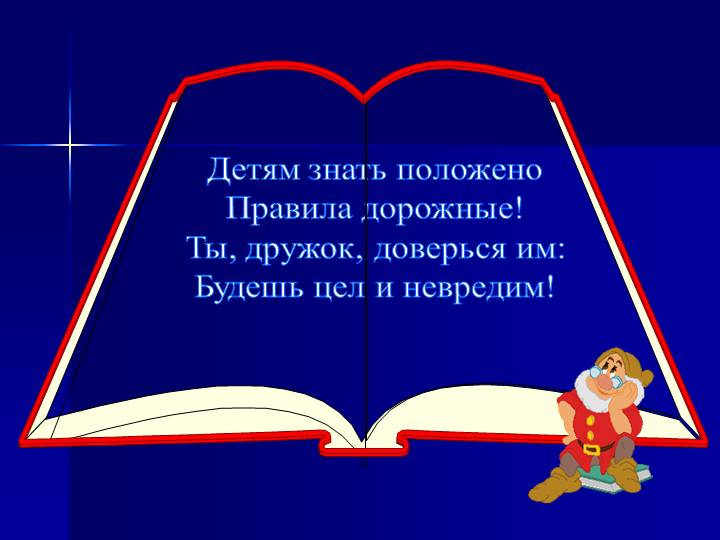 Детям знать положено
Правила дорожные!
Ты, дружок, доверься им:
Будешь цел и невредим!